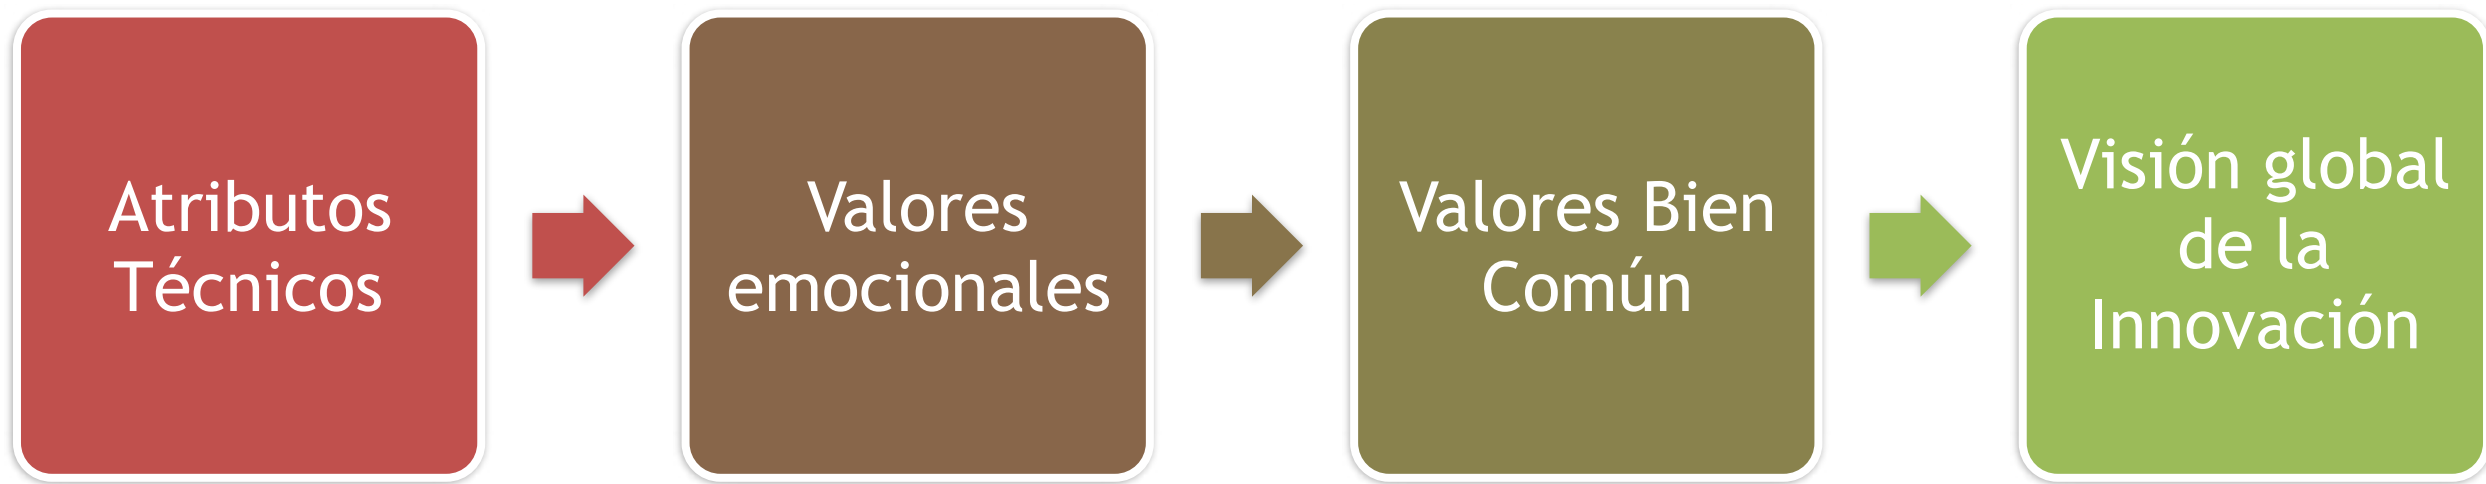 Atributos
Técnicos
Valores
emocionales
Valores Bien
Común
Visión global
de la
Innovación